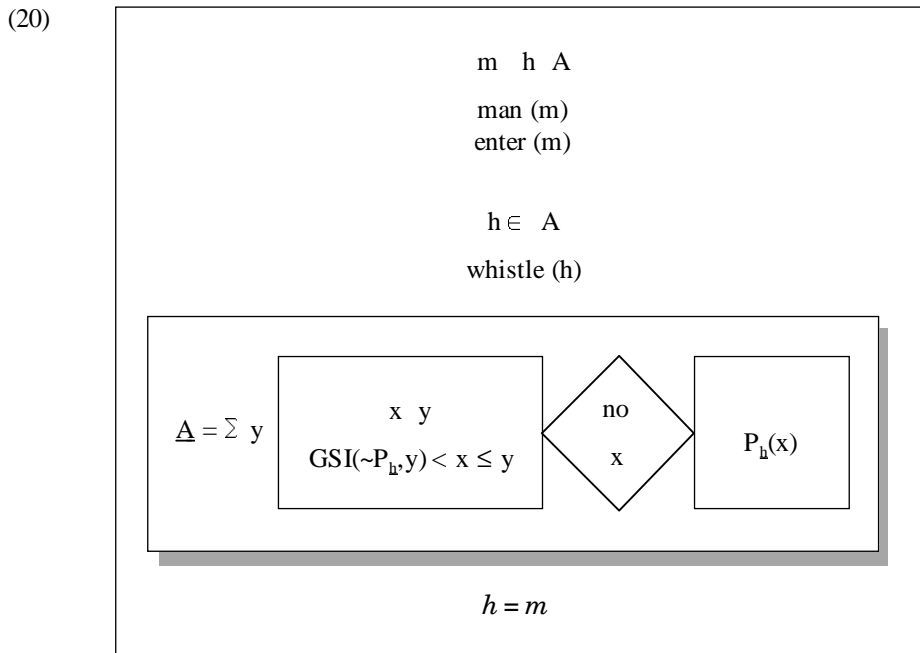 (20)
m h A
man (m)
enter (m)
h ∈ A
whistle (h)
A = Σ y
x y
GSI(~Ph,y) < x ≤ y
no
x
Ph(x)
h = m